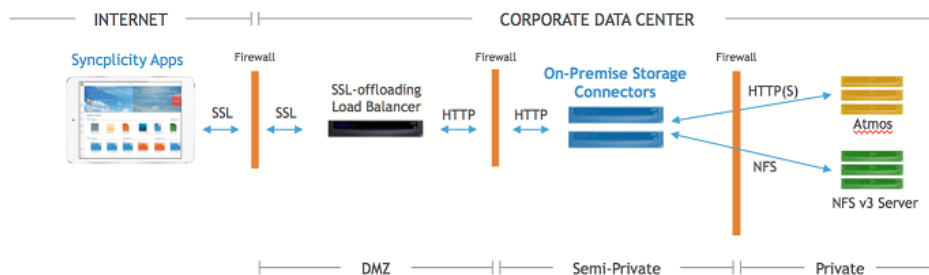 INTERNET
CORPORATE DATA CENTER
Syncplicity Apps
Firewall
Firewall
Firewall
SSL-offloading
Load Balancer
On-Premise Storage
Connectors
SSL
SSL
HTTP
HTTP
HTTP(S)
Atmos
NFS
NFS v3 Server
DMZ
Semi-Private
Private